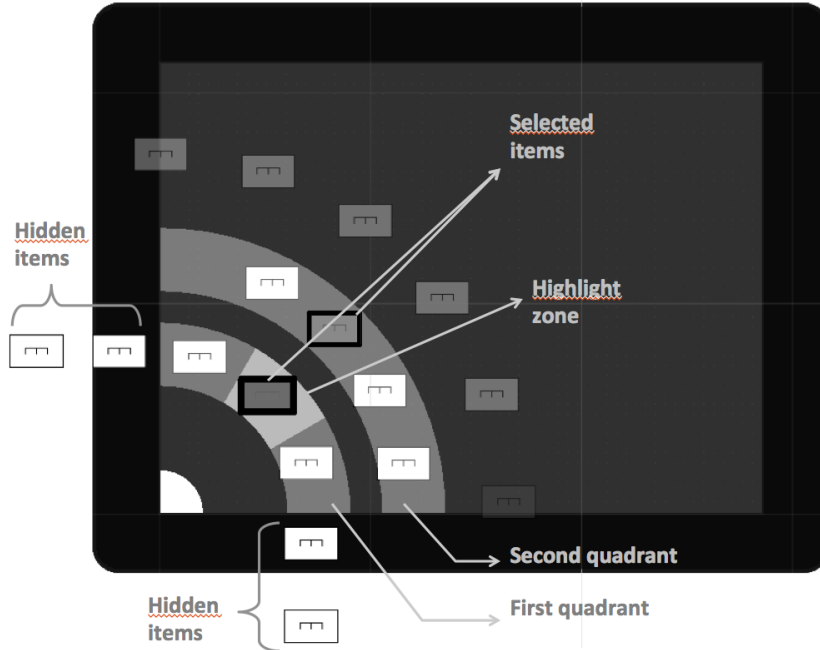 Selected
items
Hidden
items
Highlight
zone
Second quadrant
Hidden
items
First quadrant